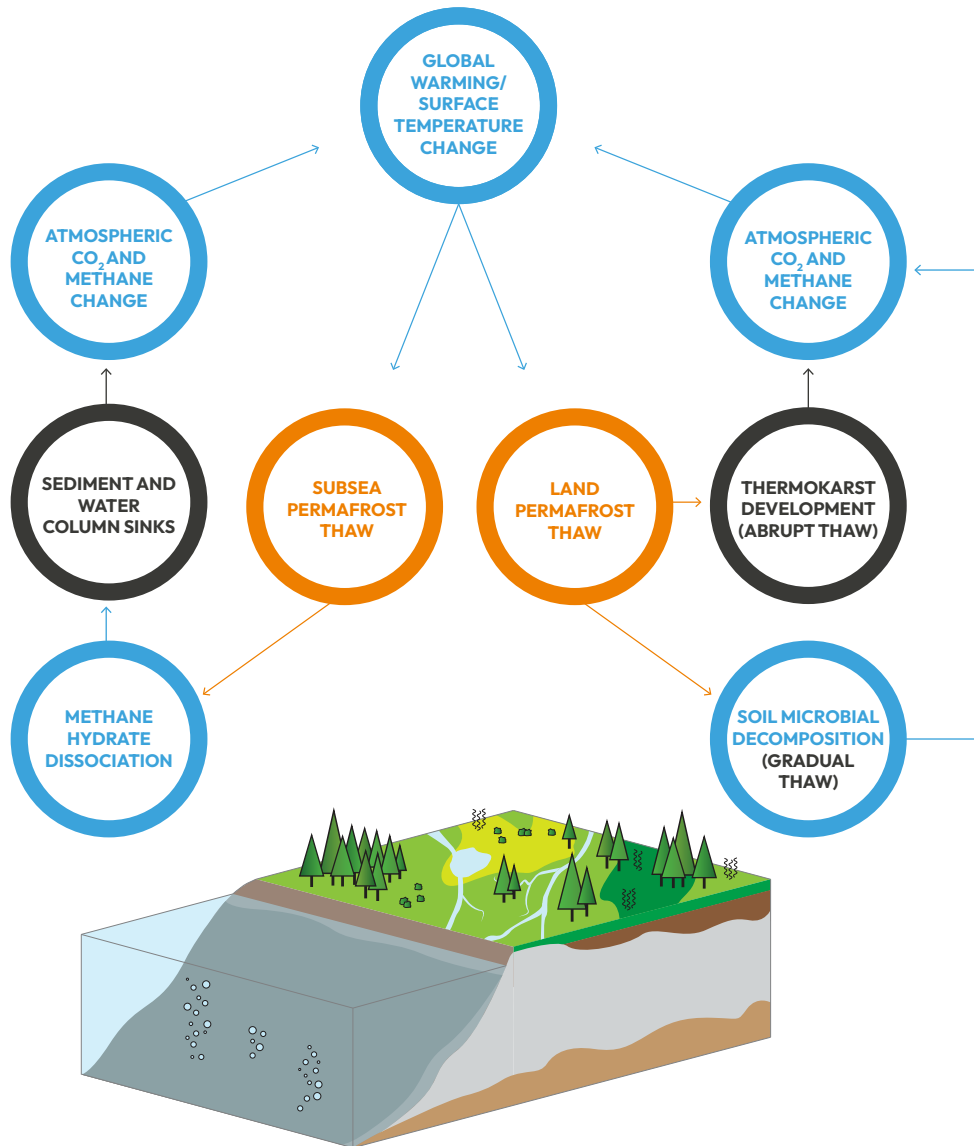 GLOBAL
WARMING/
SURFACE
TEMPERATURE
CHANGE
ATMOSPHERIC
CO₂ AND
METHANE
CHANGE
ATMOSPHERIC
CO₂ AND
METHANE
CHANGE
SEDIMENT AND
WATER
COLUMN SINKS
SUBSEA
PERMAFROST
THAW
LAND
PERMAFROST
THAW
THERMOKARST
DEVELOPMENT
(ABRUPT THAW)
METHANE
HYDRATE
DISSOCIATION
SOIL MICROBIAL
DECOMPOSITION
(GRADUAL
THAW)